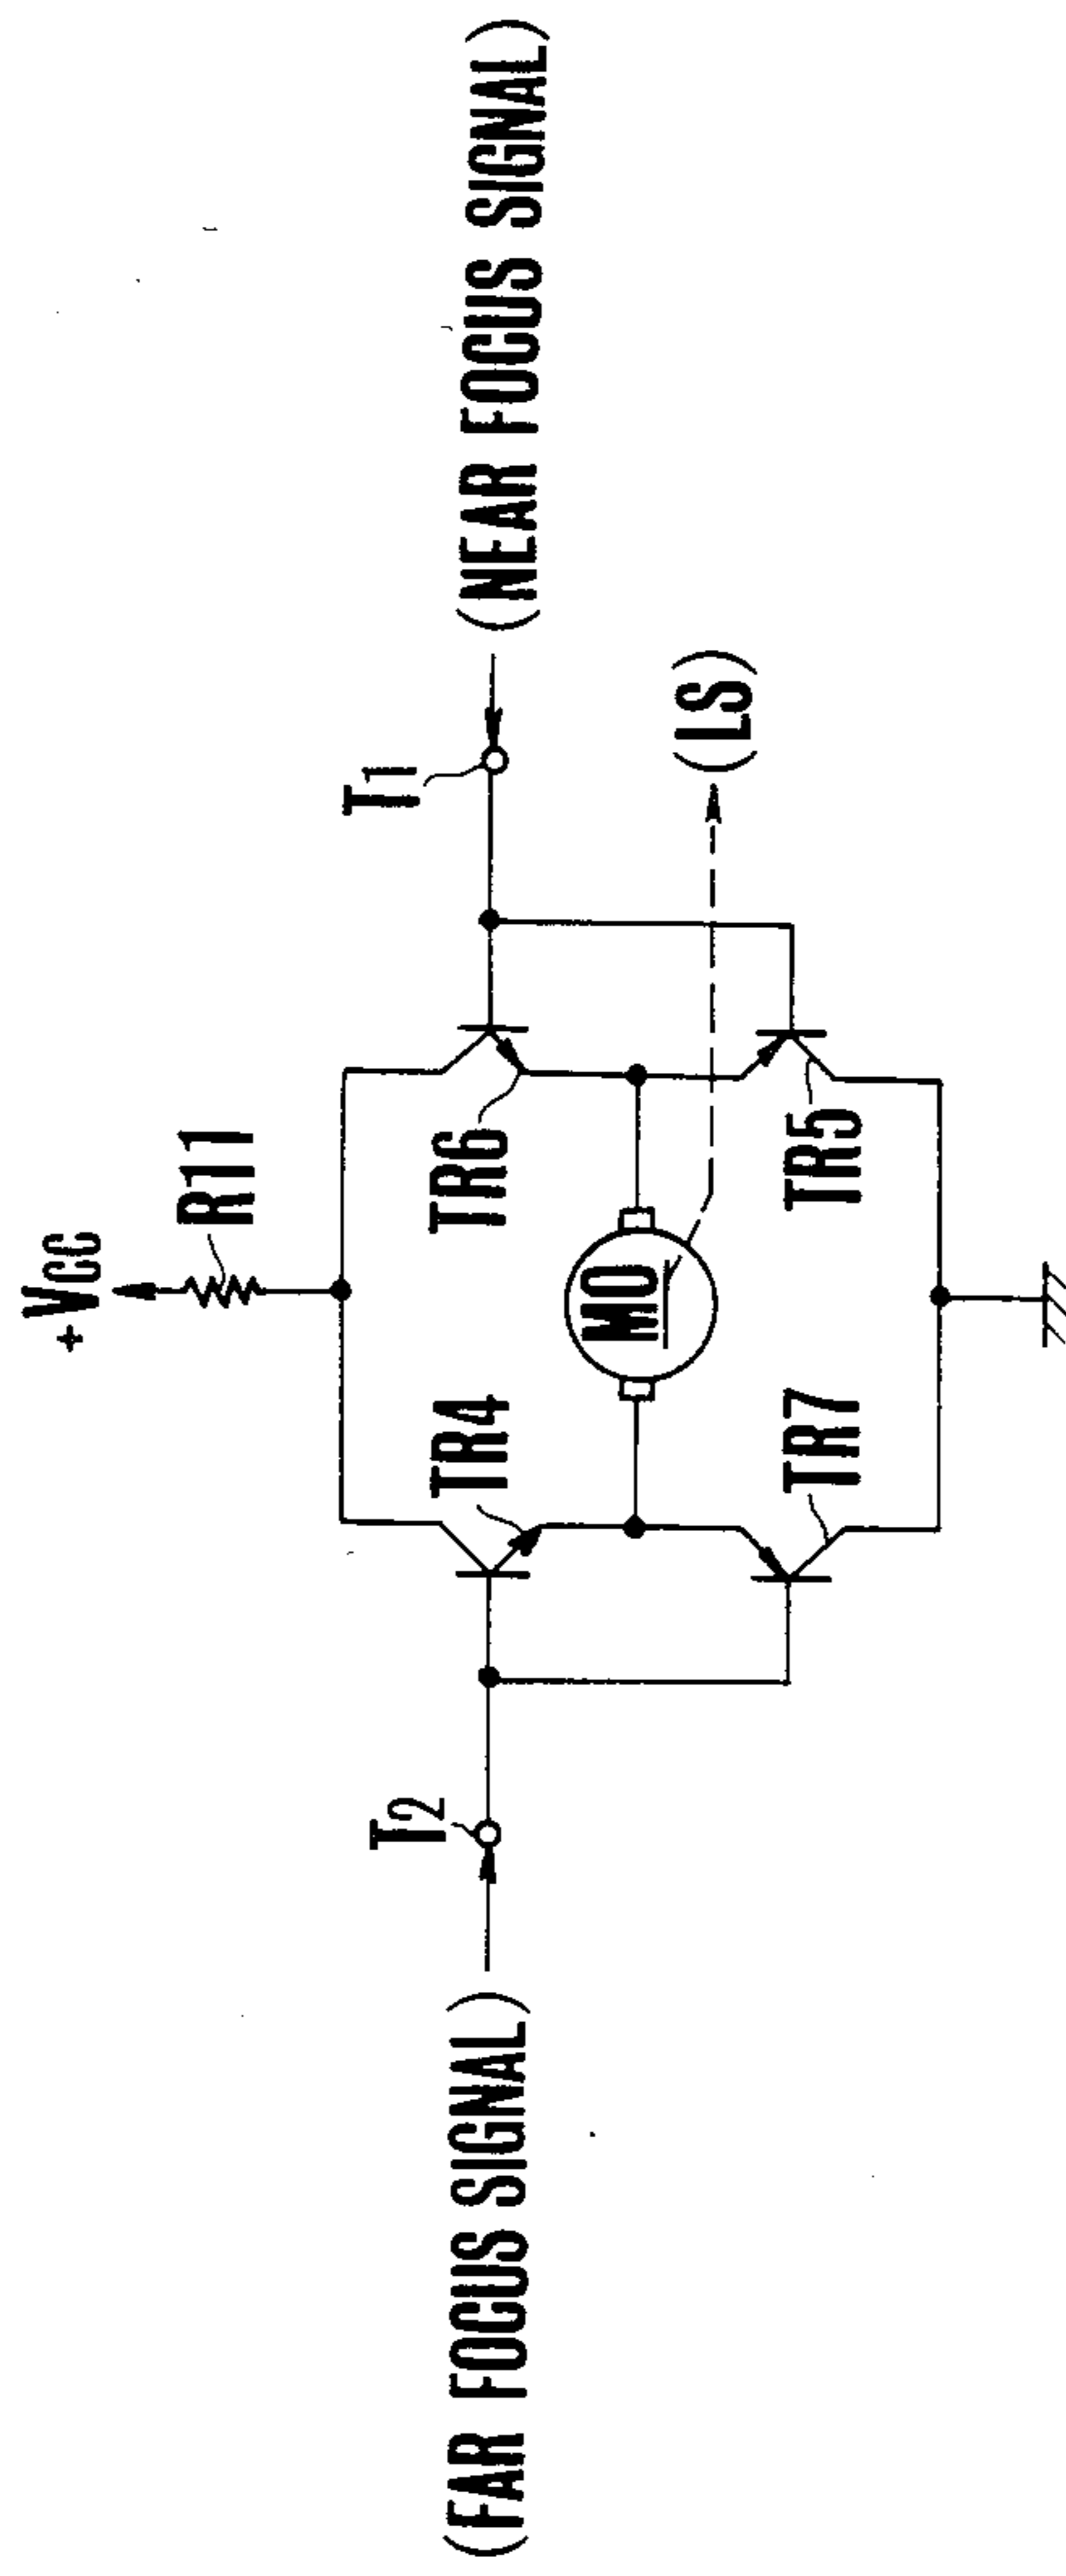 +VCC
R11
T2
T1
(FAR FOCUS SIGNAL)
(NEAR FOCUS SIGNAL)
TR4
TR6
MO
(LS)
TR7
TR5